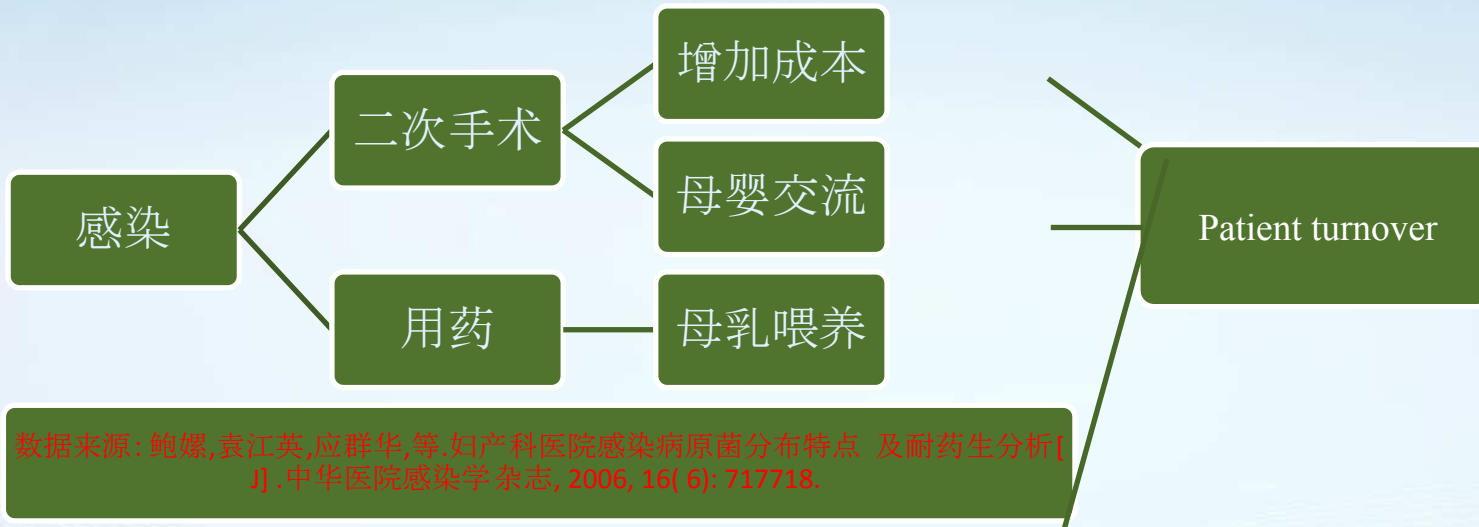 增加成本
二次手术
母婴交流
感染
Patient turnover
用药
母乳喂养
数据来源:鲍嫘,袁江英,应群华,等.妇产科医院感染病原菌分布特点 及耐药生分析[
J] .中华医院感染学杂志, 2006, 16( 6): 717718.